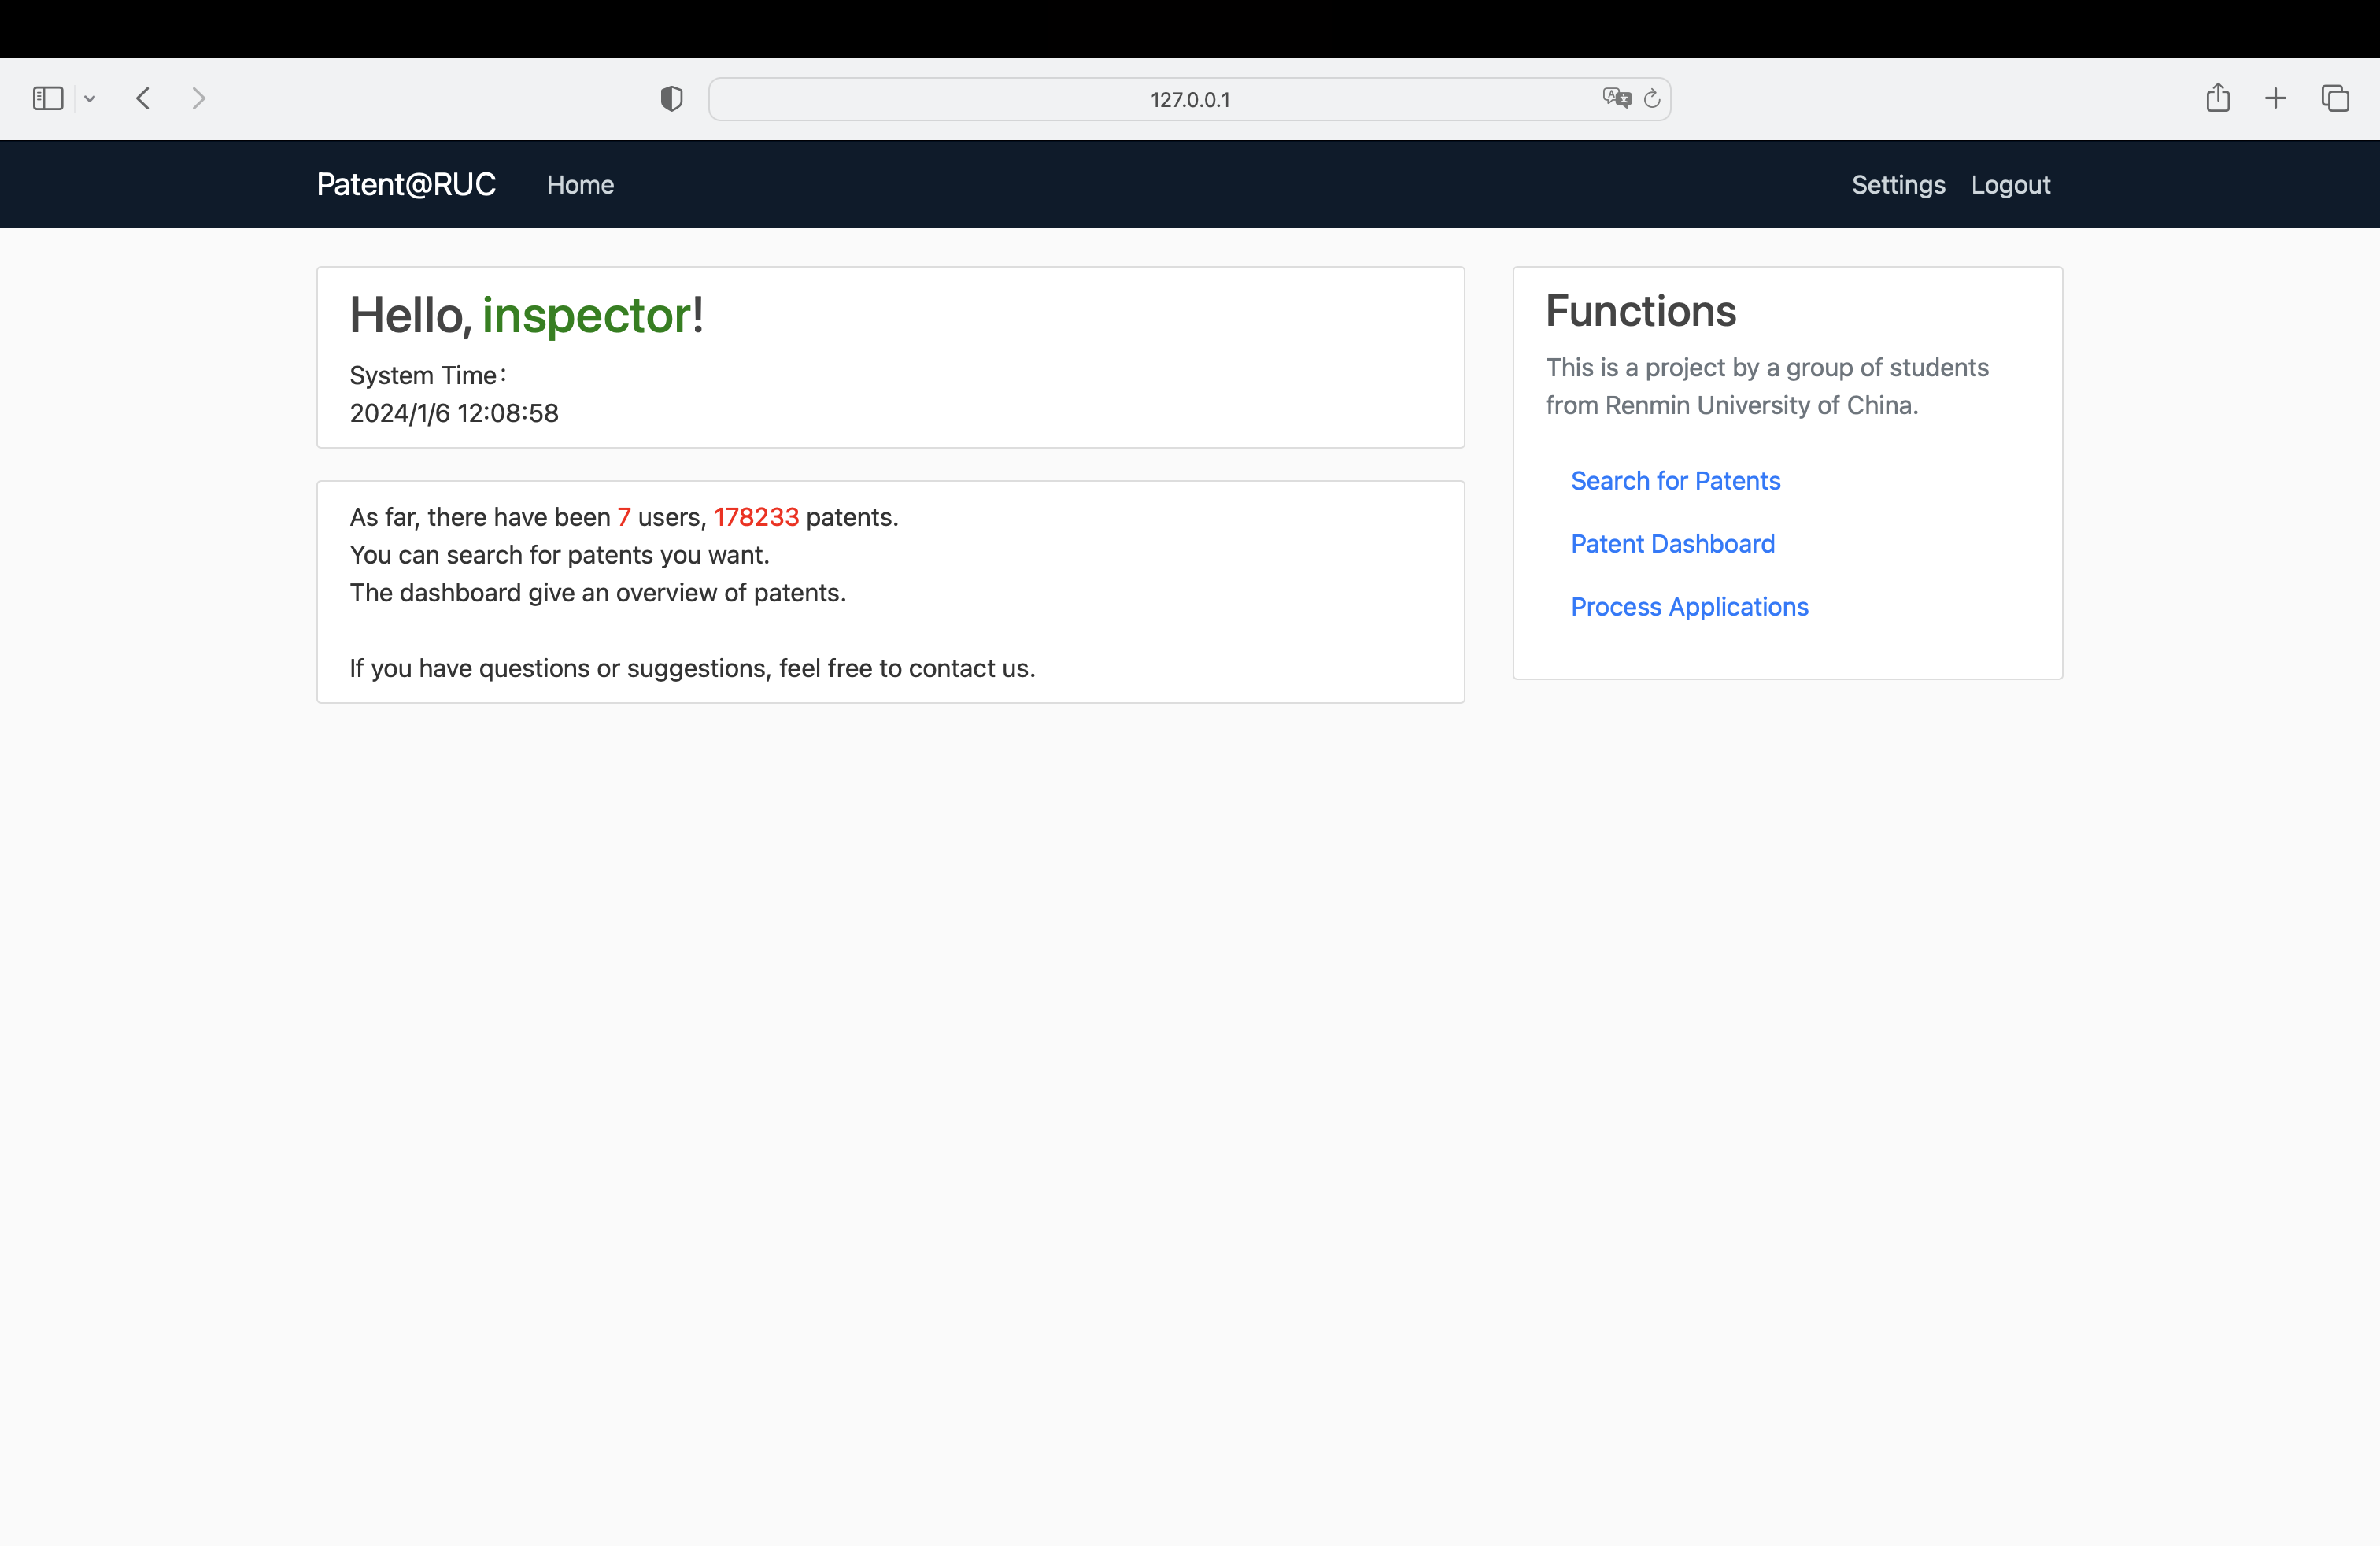 127.0.0.1
Patent@RUC Home Settings Logout
Hello, inspector!
System Time：
2024/1/6 12:08:58
As far, there have been 7 users, 178233 patents.
You can search for patents you want.
The dashboard give an overview of patents.
If you have questions or suggestions, feel free to contact us.
Functions
This is a project by a group of students
from Renmin University of China.
Search for Patents
Patent Dashboard
Process Applications